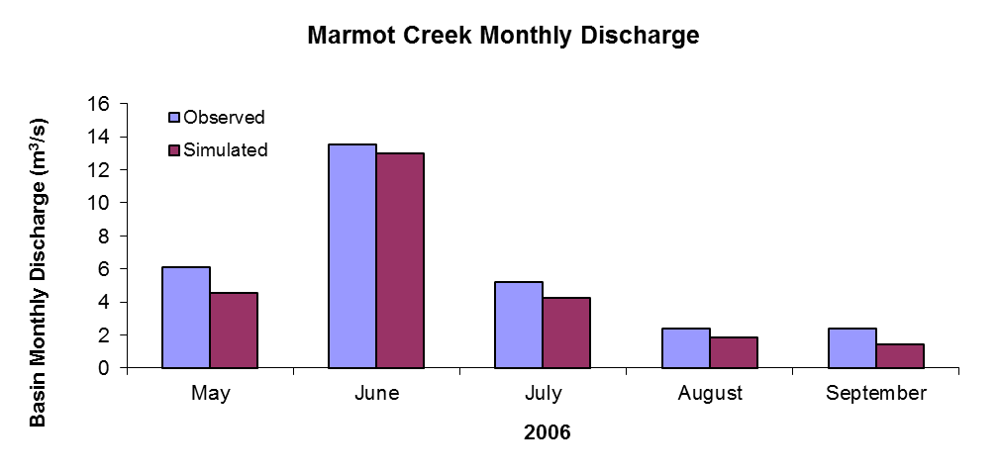 Marmot Creek Monthly Discharge
Basin Monthly Discharge (m³/s)
16
14
12
10
8
6
4
2
0
Observed
Simulated
May June July August September
2006